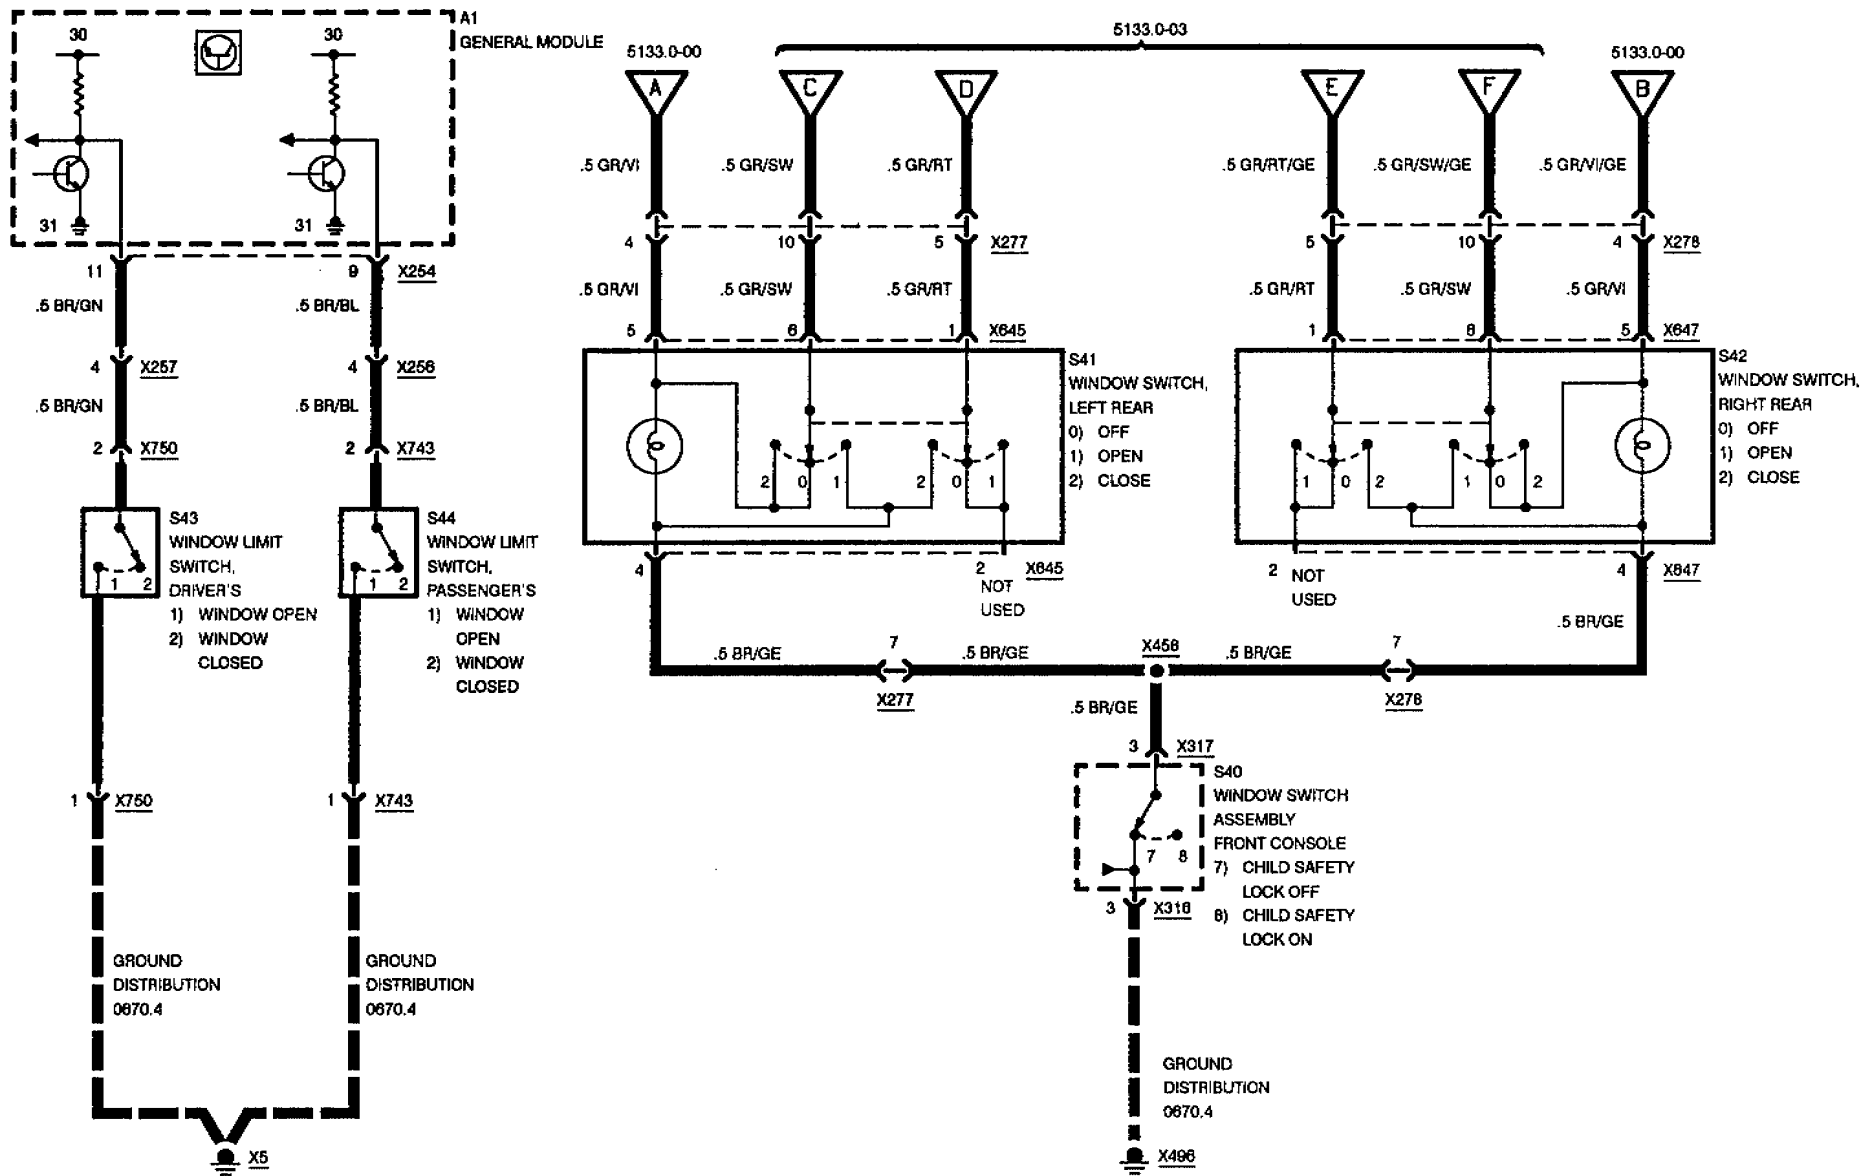 A1
GENERAL MODULE
30
30
31
31
11
9
X254
.5 BR/GN
.5 BR/BL
4
X257
4
X256
.5 BR/GN
.5 BR/BL
2
X750
2
X743
S43
WINDOW LIMIT
SWITCH,
DRIVER'S
1) WINDOW OPEN
2) WINDOW
CLOSED
1
2
S44
WINDOW LIMIT
SWITCH,
PASSENGER'S
1) WINDOW
OPEN
2) WINDOW
CLOSED
1
2
1
X750
1
X743
GROUND
DISTRIBUTION
0670.4
GROUND
DISTRIBUTION
0670.4
X5
5133.0-00
5133.0-03
5133.0-00
A
C
D
E
F
B
.5 GR/VI
.5 GR/SW
.5 GR/RT
.5 GR/RT/GE
.5 GR/SW/GE
.5 GR/VI/GE
4
10
5
X277
5
10
4
X278
.5 GR/VI
.5 GR/SW
.5 GR/RT
.5 GR/RT
.5 GR/SW
.5 GR/VI
5
6
1
X645
1
6
5
X647
S41
WINDOW SWITCH,
LEFT REAR
0) OFF
1) OPEN
2) CLOSE
2
0
1
2
0
1
S42
WINDOW SWITCH,
RIGHT REAR
0) OFF
1) OPEN
2) CLOSE
1
0
2
1
0
2
4
2
X645
NOT
USED
2
NOT
USED
4
X647
.5 BR/GE
.5 BR/GE
7
X277
.5 BR/GE
X458
.5 BR/GE
7
X278
.5 BR/GE
3
X317
S40
WINDOW SWITCH
ASSEMBLY
FRONT CONSOLE
7) CHILD SAFETY
LOCK OFF
8) CHILD SAFETY
LOCK ON
7
8
3
X318
GROUND
DISTRIBUTION
0670.4
X496